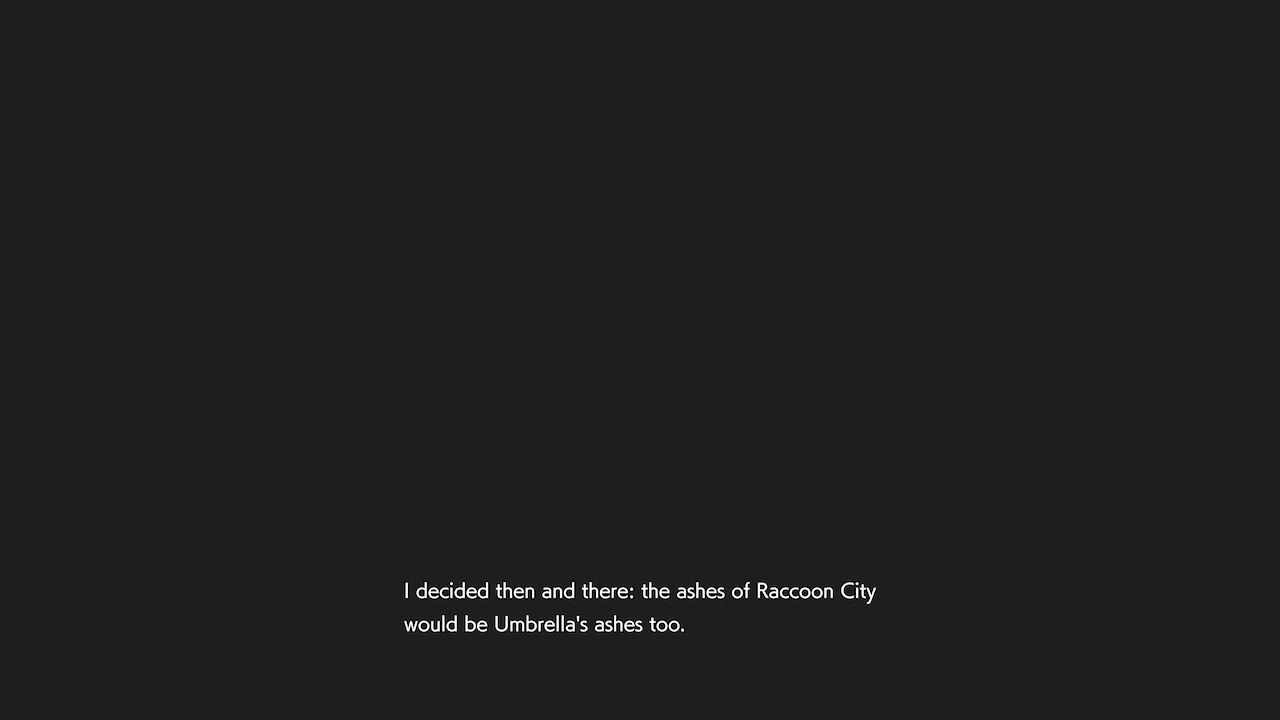 I decided then and there: the ashes of Raccoon City
would be Umbrella's ashes too.